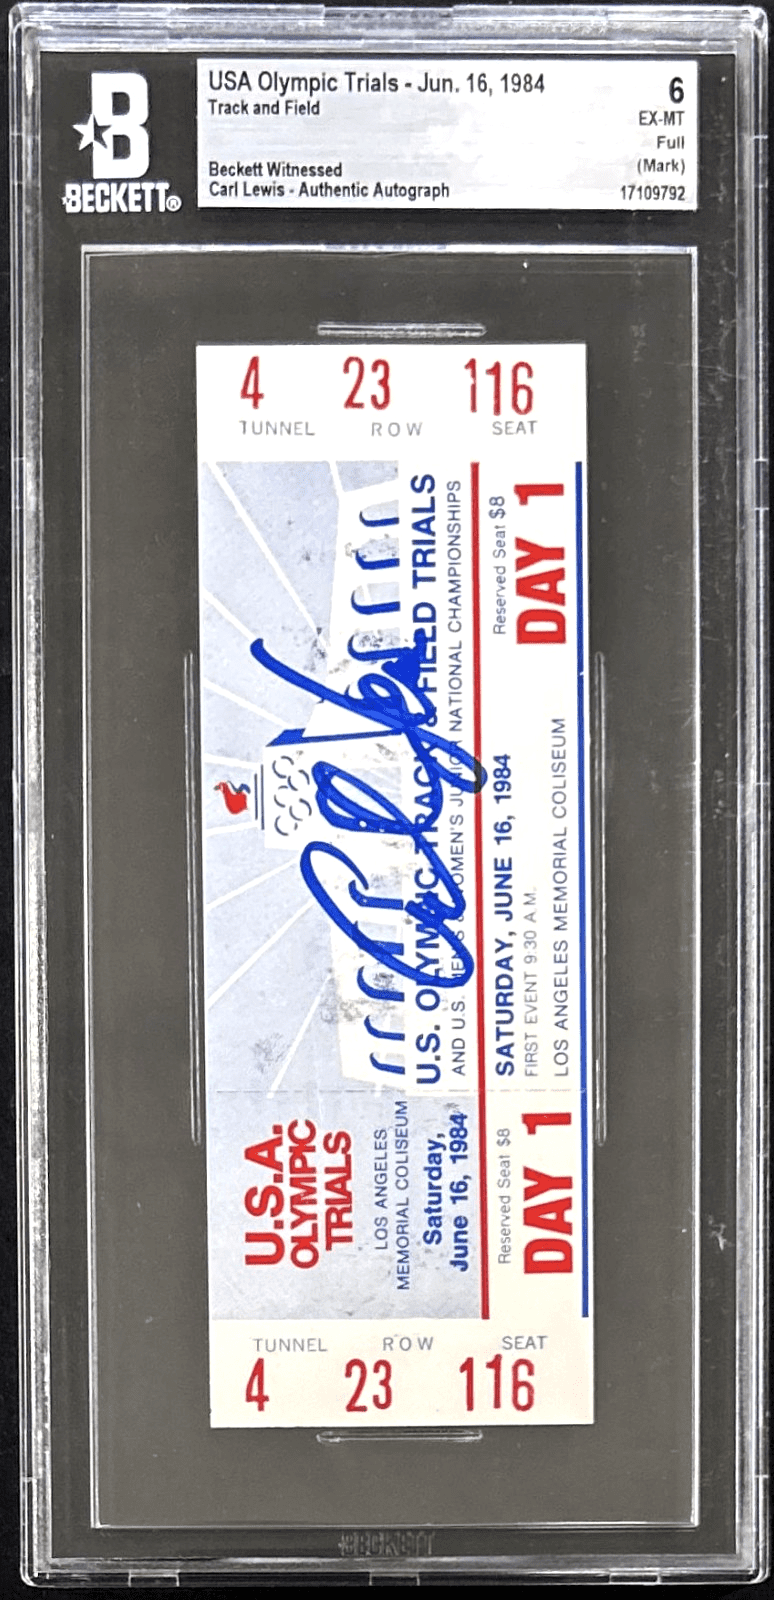 B
BECKETT®
USA Olympic Trials - Jun. 16, 1984
Track and Field
Beckett Witnessed
Carl Lewis - Authentic Autograph
6
EX-MT
Full
(Mark)
17109792
4 23 116
TUNNEL ROW SEAT
U.S. OLYMPIC TRACK & FIELD TRIALS
AND U.S. MEN'S & WOMEN'S JUNIOR NATIONAL CHAMPIONSHIPS
Reserved Seat $8
DAY 1
SATURDAY, JUNE 16, 1984
FIRST EVENT 9:30 A.M.
LOS ANGELES MEMORIAL COLISEUM
Carl Lewis
U.S.A.
OLYMPIC
TRIALS
LOS ANGELES
MEMORIAL COLISEUM
Saturday,
June 16, 1984
Reserved Seat $8
DAY 1
TUNNEL ROW SEAT
4 23 116
BECKETT